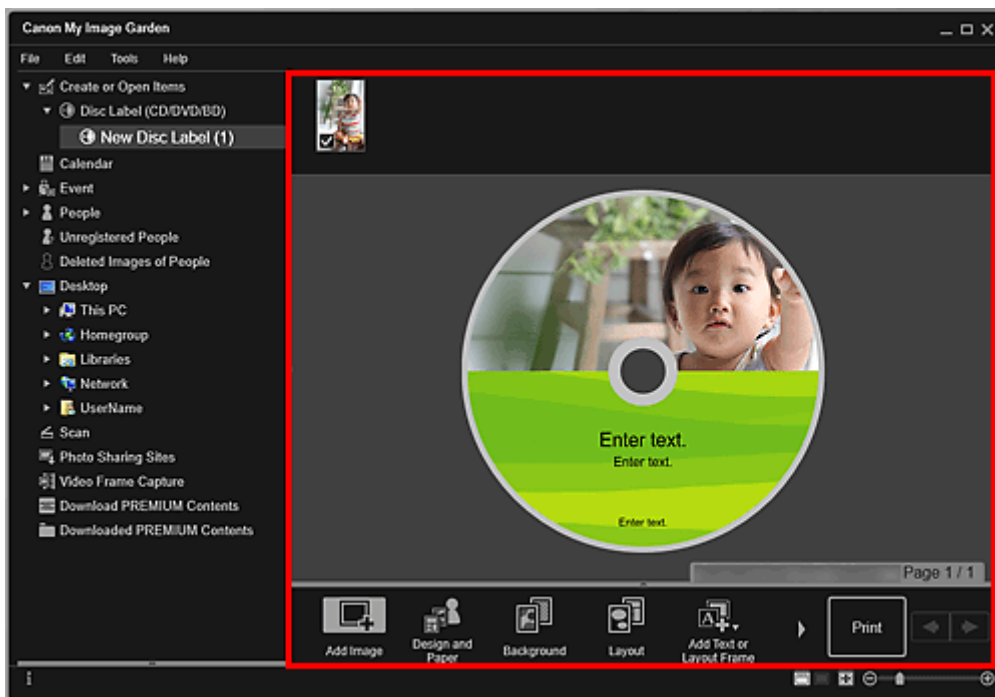 Canon My Image Garden
File Edit Tools Help
Create or Open Items
Disc Label (CD/DVD/BD)
New Disc Label (1)
Calendar
Event
People
Unregistered People
Deleted Images of People
Desktop
This PC
Homegroup
Libraries
Network
UserName
Scan
Photo Sharing Sites
Video Frame Capture
Download PREMIUM Contents
Downloaded PREMIUM Contents
Enter text.
Enter text.
Enter text.
Page 1 / 1
Add Image
Design and
Paper
Background
Layout
Add Text or
Layout Frame
Print